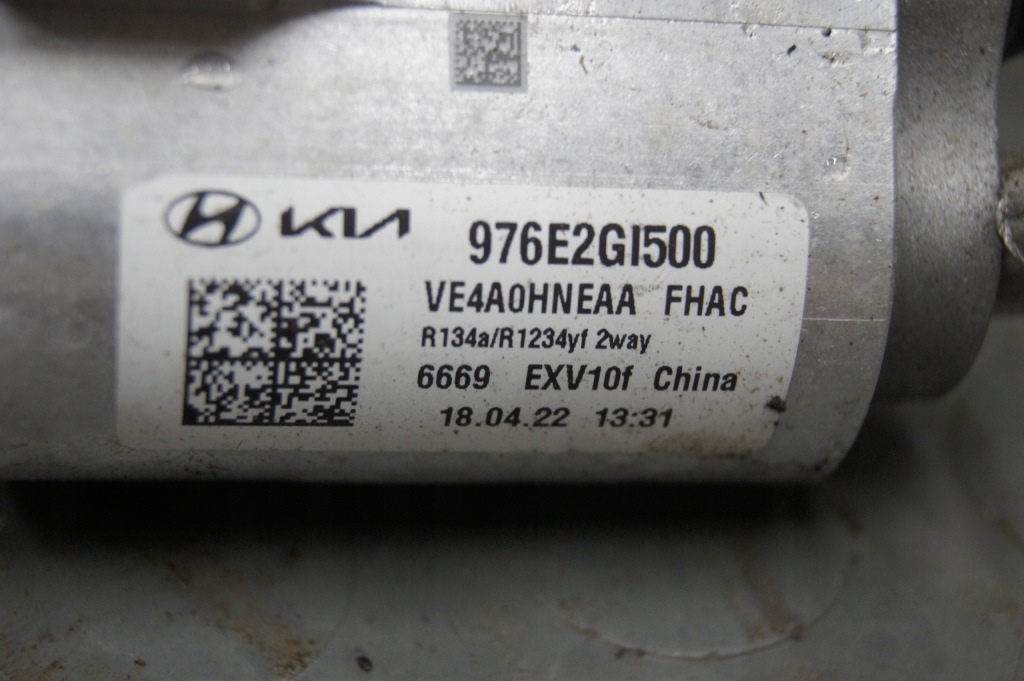 KIA 976E2GI500
VE4A0HNEAA FHAC
R134a/R1234yf 2way
6669 EXV10f China
18.04.22 13:31